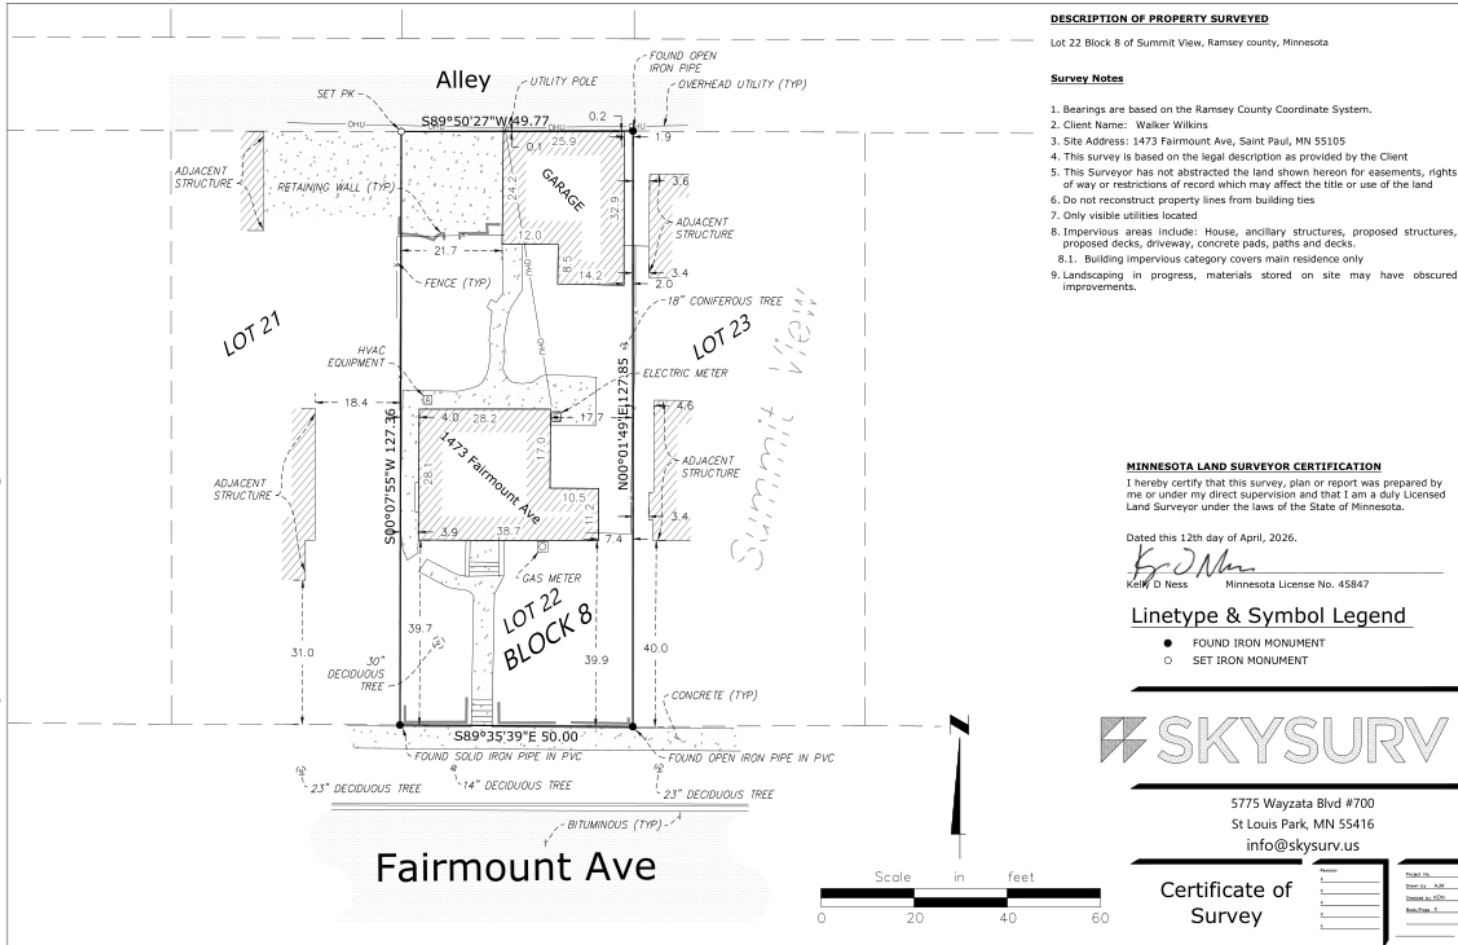 Alley
SET PK
UTILITY POLE
FOUND OPEN
IRON PIPE
OVERHEAD UTILITY (TYP)
OHU
OHU
OHU
S89°50'27"W 49.77
0.2
1.9
0.1
25.9
ADJACENT
STRUCTURE
RETAINING WALL (TYP)
24.2
GARAGE
32.9
3.6
ADJACENT
STRUCTURE
12.0
21.7
8.5
14.2
OHU
3.4
2.0
FENCE (TYP)
18" CONIFEROUS TREE
LOT 21
LOT 23
Summit View
HVAC
EQUIPMENT
OHU
ELECTRIC METER
A
18.4
4.0
28.2
17.7
4.6
S00°07'55"W 127.36
N00°01'49"E 127.85
1473 Fairmount Ave
17.0
28.1
ADJACENT
STRUCTURE
ADJACENT
STRUCTURE
10.5
11.2
3.9
38.7
7.4
3.4
GAS METER
LOT 22
BLOCK 8
39.7
31.0
30"
DECIDUOUS
TREE
39.9
40.0
CONCRETE (TYP)
S89°35'39"E 50.00
FOUND SOLID IRON PIPE IN PVC
FOUND OPEN IRON PIPE IN PVC
23" DECIDUOUS TREE
14" DECIDUOUS TREE
23" DECIDUOUS TREE
BITUMINOUS (TYP)
Fairmount Ave
N
Scale in feet
0 20 40 60
DESCRIPTION OF PROPERTY SURVEYED
Lot 22 Block 8 of Summit View, Ramsey county, Minnesota
Survey Notes
1. Bearings are based on the Ramsey County Coordinate System.
2. Client Name: Walker Wilkins
3. Site Address: 1473 Fairmount Ave, Saint Paul, MN 55105
4. This survey is based on the legal description as provided by the Client
5. This Surveyor has not abstracted the land shown hereon for easements, rights
of way or restrictions of record which may affect the title or use of the land
6. Do not reconstruct property lines from building ties
7. Only visible utilities located
8. Impervious areas include: House, ancillary structures, proposed structures,
proposed decks, driveway, concrete pads, paths and decks.
8.1. Building impervious category covers main residence only
9. Landscaping in progress, materials stored on site may have obscured
improvements.
MINNESOTA LAND SURVEYOR CERTIFICATION
I hereby certify that this survey, plan or report was prepared by
me or under my direct supervision and that I am a duly Licensed
Land Surveyor under the laws of the State of Minnesota.
Dated this 12th day of April, 2026.
Kelly D Ness Minnesota License No. 45847
Linetype & Symbol Legend
FOUND IRON MONUMENT
SET IRON MONUMENT
SKYSURV
5775 Wayzata Blvd #700
St Louis Park, MN 55416
info@skysurv.us
Certificate of
Survey
Revision
Project No.
Drawn by